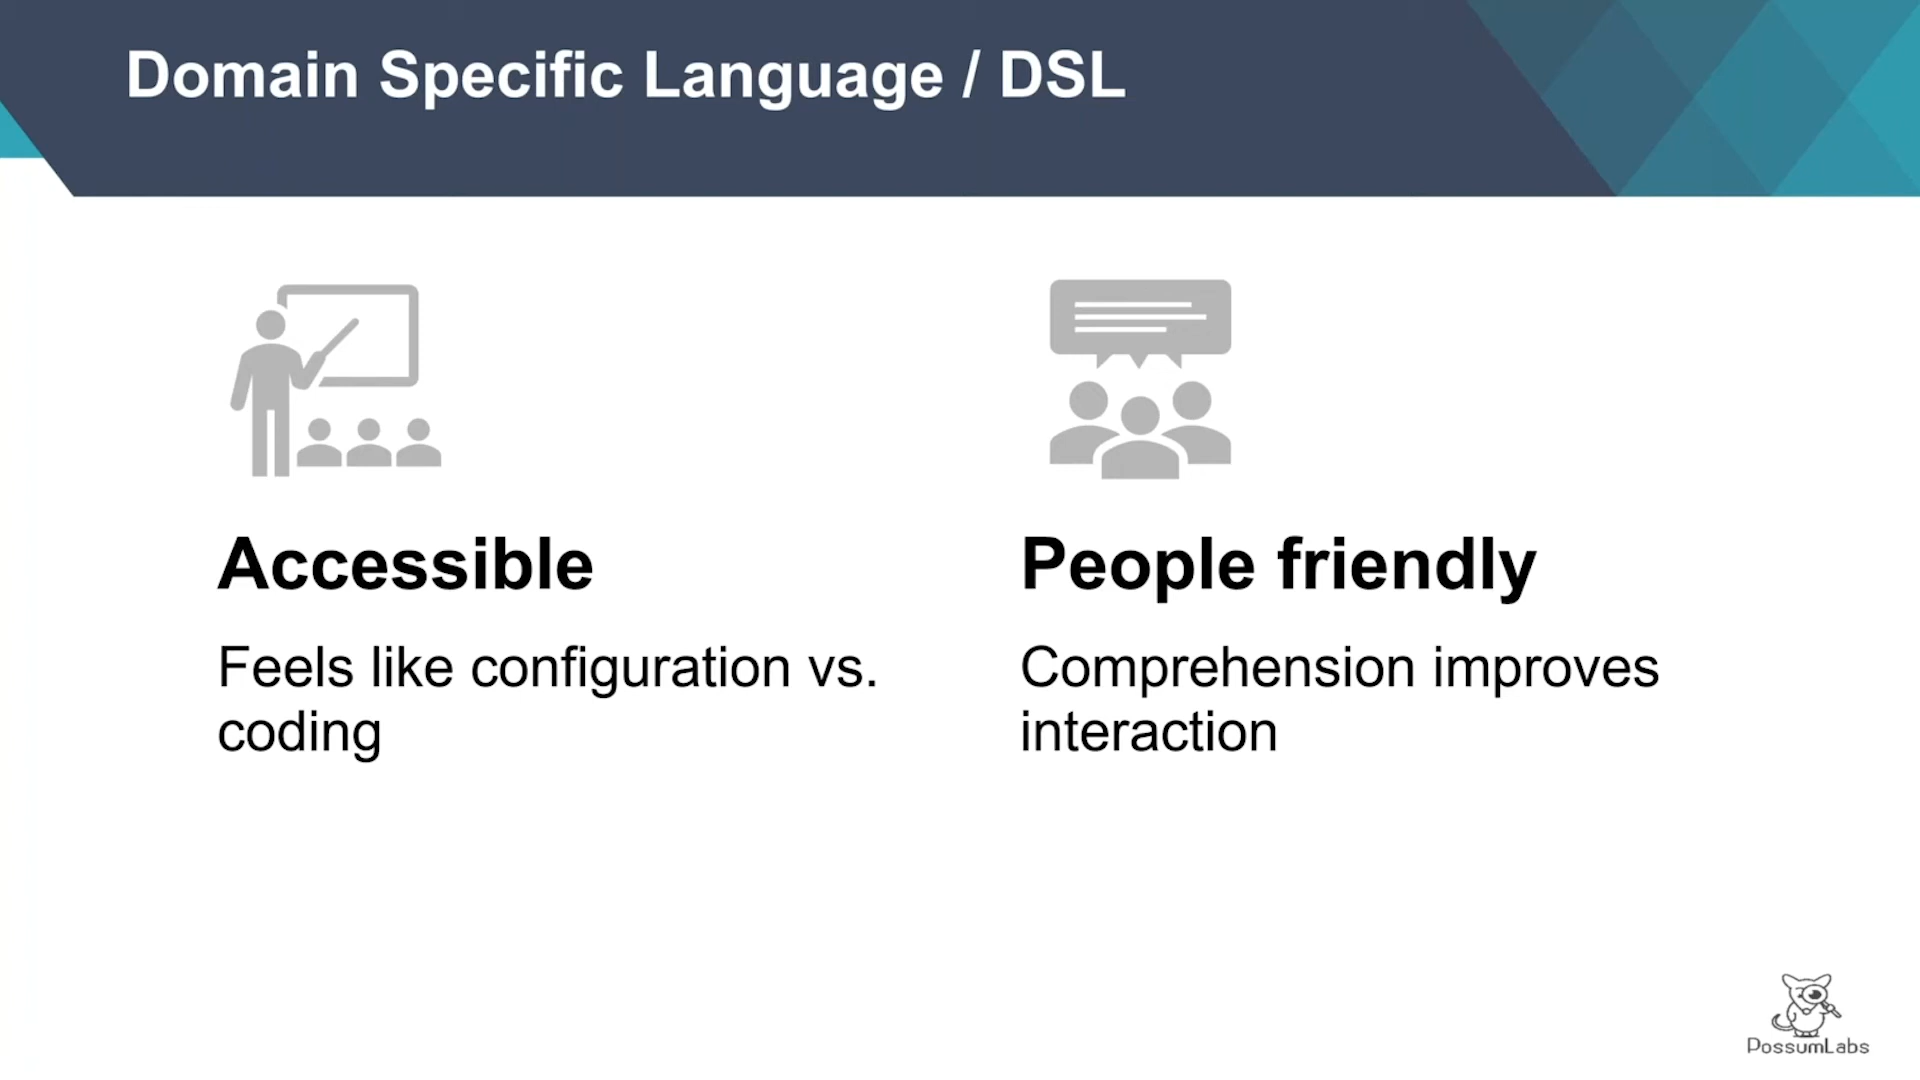 Domain Specific Language / DSL
Accessible
Feels like configuration vs.
coding
People friendly
Comprehension improves
interaction
PossumLabs